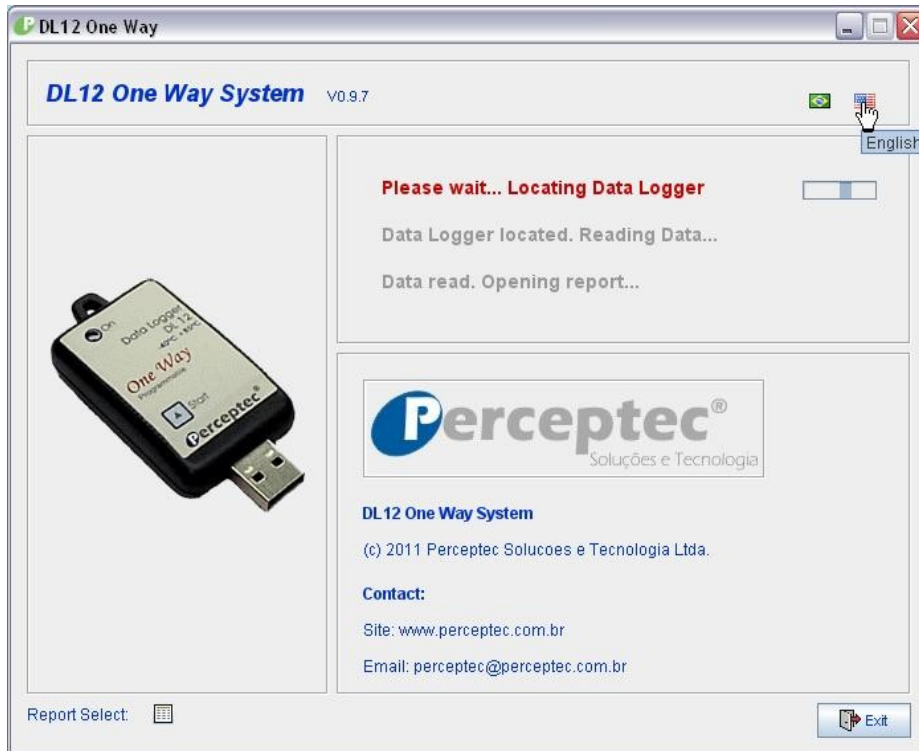 DL12 One Way
DL12 One Way System V0.9.7
English
Please wait... Locating Data Logger
Data Logger located. Reading Data...
Data read. Opening report...
On
Data Logger
DL 12
-40°C +85°C
One Way
Programmable
Start
Perceptec®
Perceptec®
Soluções e Tecnologia
DL12 One Way System
(c) 2011 Perceptec Solucoes e Tecnologia Ltda.
Contact:
Site: www.perceptec.com.br
Email: perceptec@perceptec.com.br
Report Select:
Exit